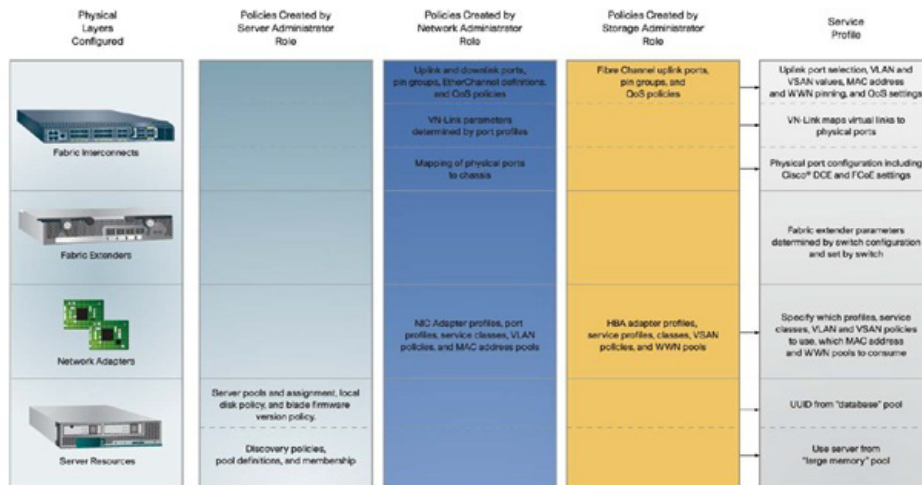 Physical
Layers
Configured
Policies Created by
Server Administrator
Role
Policies Created by
Network Administrator
Role
Policies Created by
Storage Administrator
Role
Service
Profile
Fabric Interconnects
Uplink and downlink ports,
pin groups, EtherChannel definitions,
and QoS policies
Fibre Channel uplink ports,
pin groups, and
QoS policies
Uplink port selection, VLAN and
VSAN values, MAC address
and WWN pinning, and QoS settings
VN-Link parameters
determined by port profiles
VN-Link maps virtual links to
physical ports
Mapping of physical ports
to chassis
Physical port configuration including
Cisco® DCE and FCoE settings
Fabric Extenders
Fabric extender parameters
determined by switch configuration
and set by switch
Network Adapters
NIC Adapter profiles, port
profiles, service classes, VLAN
policies, and MAC address pools
HBA adapter profiles,
service profiles, classes, VSAN
policies, and WWN pools
Specify which profiles, service
classes, VLAN and VSAN policies
to use, which MAC address
and WWN pools to consume
Server Resources
Server pools and assignment, local
disk policy, and blade firmware
version policy.
UUID from "database" pool
Discovery policies,
pool definitions, and membership
Use server from
"large memory" pool